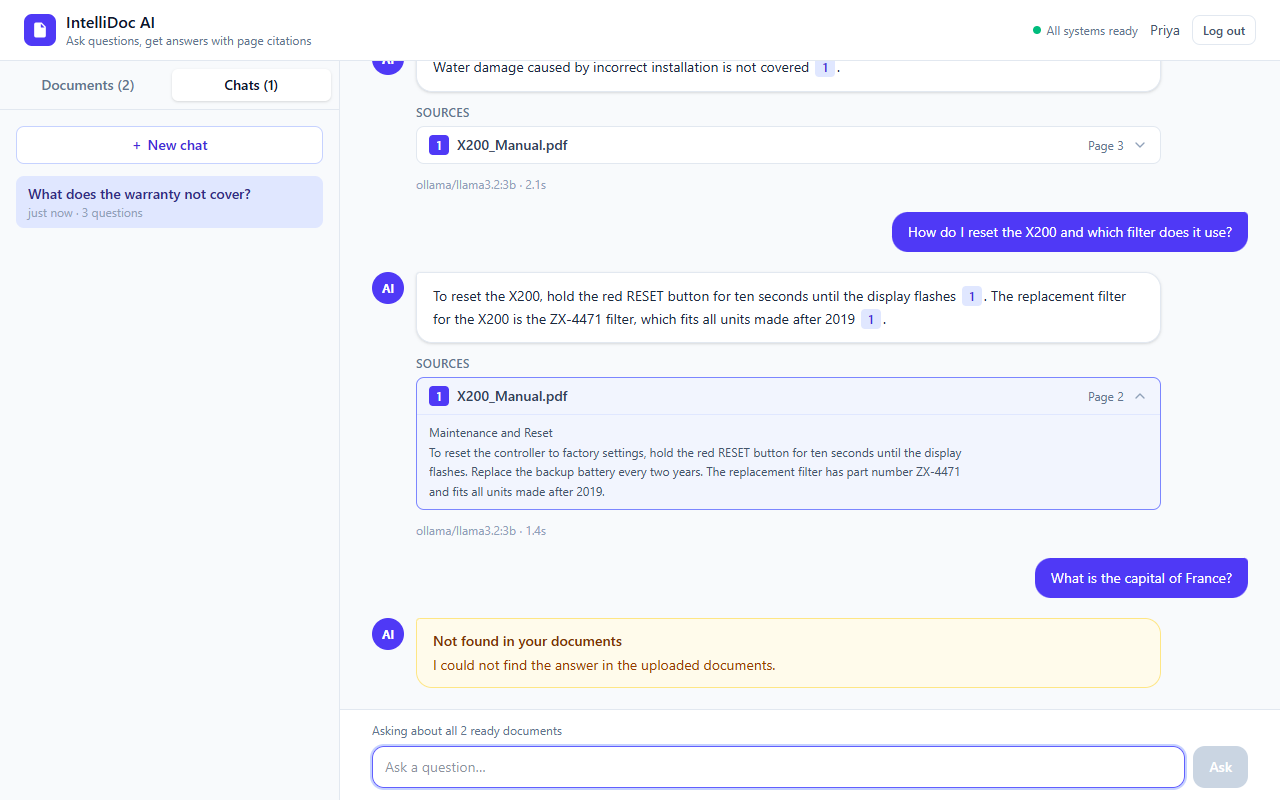 IntelliDoc AI
Ask questions, get answers with page citations
All systems ready
Priya
Log out
Documents (2)
Chats (1)
+ New chat
What does the warranty not cover?
just now · 3 questions
AI
Water damage caused by incorrect installation is not covered 1 .
SOURCES
1 X200_Manual.pdf
Page 3
ollama/llama3.2:3b · 2.1s
How do I reset the X200 and which filter does it use?
AI
To reset the X200, hold the red RESET button for ten seconds until the display flashes 1 . The replacement filter
for the X200 is the ZX-4471 filter, which fits all units made after 2019 1 .
SOURCES
1 X200_Manual.pdf
Page 2
Maintenance and Reset
To reset the controller to factory settings, hold the red RESET button for ten seconds until the display
flashes. Replace the backup battery every two years. The replacement filter has part number ZX-4471
and fits all units made after 2019.
ollama/llama3.2:3b · 1.4s
What is the capital of France?
AI
Not found in your documents
I could not find the answer in the uploaded documents.
Asking about all 2 ready documents
Ask a question...
Ask